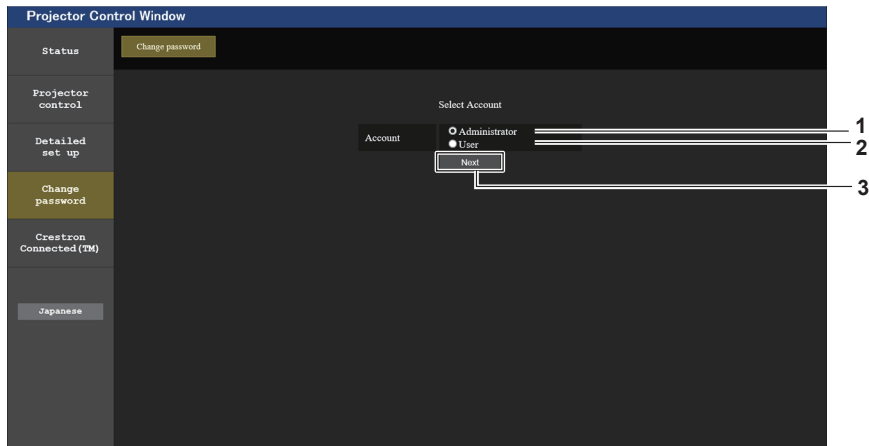 Projector Control Window
Status
Change password
Projector
control
Detailed
set up
Change
password
Crestron
Connected(TM)
Japanese
Select Account
Account
Administrator
User
Next
1
2
3